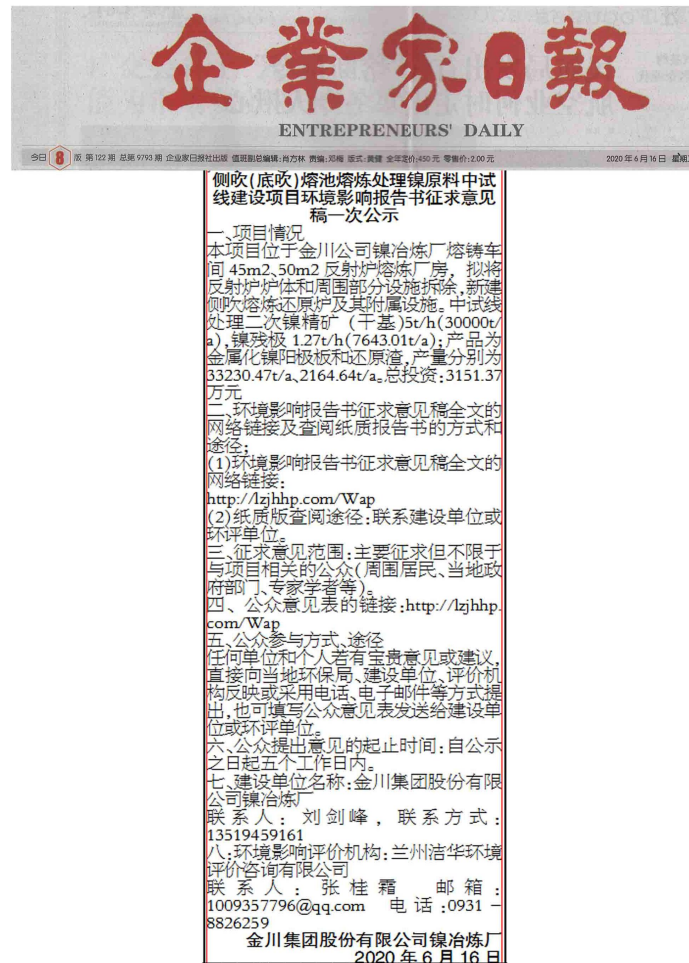 企業家日報
ENTREPRENEURS' DAILY
今日 8 版 第122期 总第9793期 企业家日报社出版 值班副总编辑:肖方林 责编:邓梅 版式:黄健 全年定价:450元 零售价:2.00元 2020年6月16日
侧吹(底吹)熔池熔炼处理镍原料中试
线建设项目环境影响报告书征求意见
稿一次公示
一、项目情况
本项目位于金川公司镍冶炼厂熔铸车
间45m2、50m2反射炉熔炼厂房，拟将
反射炉炉体和周围部分设施拆除,新建
侧吹熔炼还原炉及其附属设施。中试线
处理二次镍精矿（干基)5t/h(30000t/
a),镍残极1.27t/h(7643.01t/a);产品为
金属化镍阳极板和还原渣,产量分别为
33230.47t/a、2164.64t/a。总投资:3151.37
万元
二、环境影响报告书征求意见稿全文的
网络链接及查阅纸质报告书的方式和
途径;
(1)环境影响报告书征求意见稿全文的
网络链接:
http://lzjhhp.com/Wap
(2)纸质版查阅途径:联系建设单位或
环评单位。
三、征求意见范围:主要征求但不限于
与项目相关的公众(周围居民、当地政
府部门、专家学者等)。
四、公众意见表的链接:http://lzjhhp.
com/Wap
五、公众参与方式、途径
任何单位和个人若有宝贵意见或建议,
直接向当地环保局、建设单位、评价机
构反映或采用电话、电子邮件等方式提
出,也可填写公众意见表发送给建设单
位或环评单位。
六、公众提出意见的起止时间:自公示
之日起五个工作日内。
七、建设单位名称:金川集团股份有限
公司镍冶炼厂
联系人：刘剑峰，联系方式:
13519459161
八:环境影响评价机构:兰州洁华环境
评价咨询有限公司
联系人：张桂霜 邮箱:
1009357796@qq.com 电话:0931-
8826259
金川集团股份有限公司镍冶炼厂
2020年6月16日